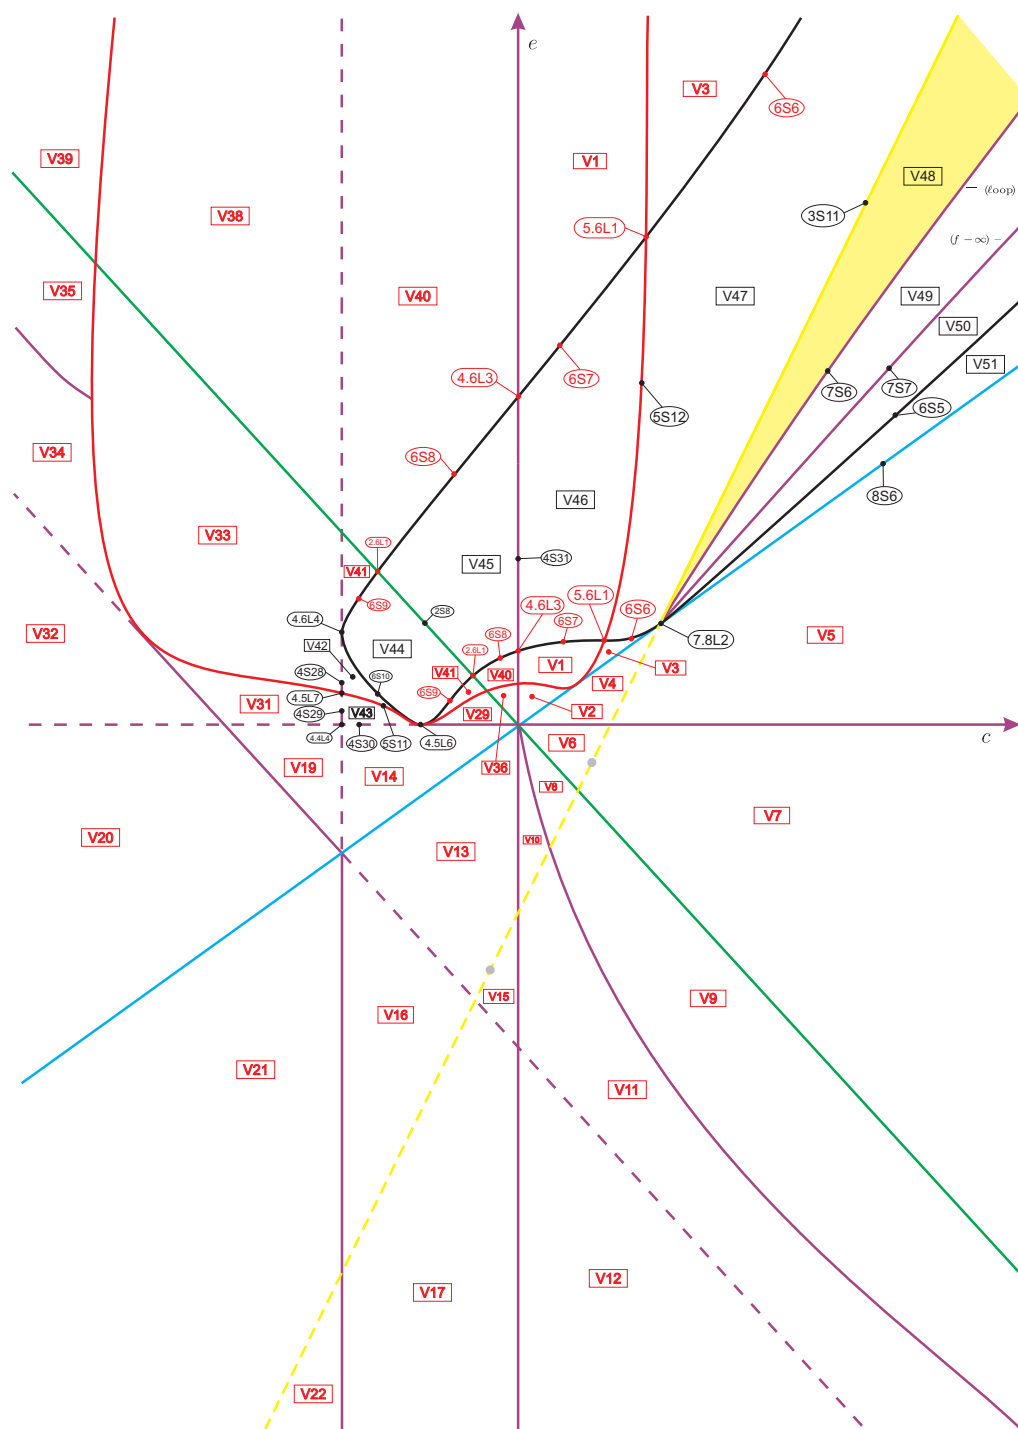 e
V3
6S6
V39
V1
V48
(ℓoop)
V38
3S11
5.6L1
(f − ∞)
V35
V40
V47
V49
V50
V51
4.6L3
6S7
7S6
7S7
5S12
6S5
V34
6S8
8S6
V46
V33
2.6L1
V45
4S31
V41
6S9
2S8
4.6L3
5.6L1
6S6
4.6L4
6S7
7.8L2
V32
V42
V44
6S8
V5
2.6L1
V1
V3
4S28
6S10
V41
V40
V4
4.5L7
6S9
V31
4S29
V43
V29
V2
4.4L4
4S30
5S11
4.5L6
V6
c
V19
V14
V36
V8
V20
V13
V10
V7
V16
V15
V9
V21
V11
V17
V12
V22